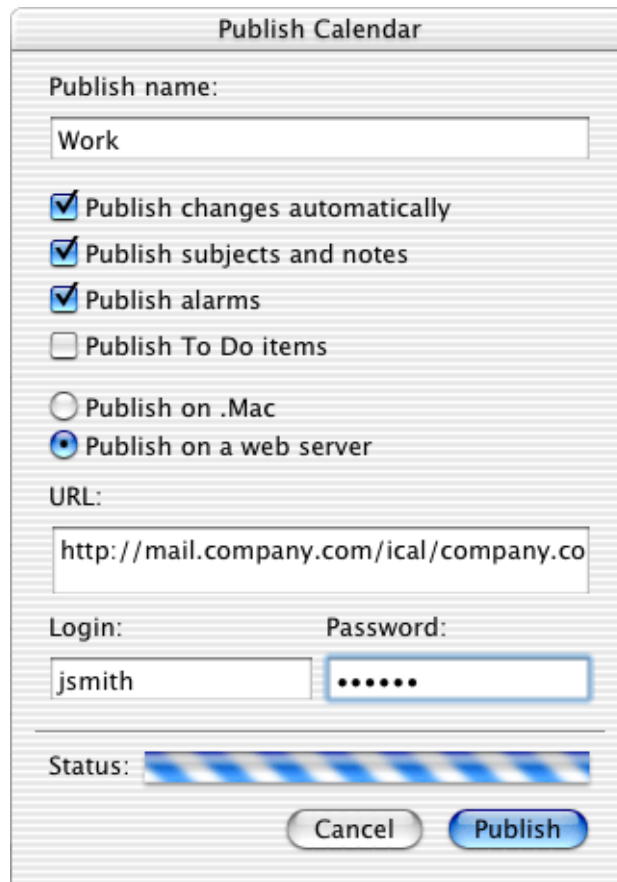 Publish Calendar
Publish name:
Work
Publish changes automatically
Publish subjects and notes
Publish alarms
Publish To Do items
Publish on .Mac
Publish on a web server
URL:
http://mail.company.com/ical/company.co
Login: Password:
jsmith ••••••
Status:
Cancel Publish